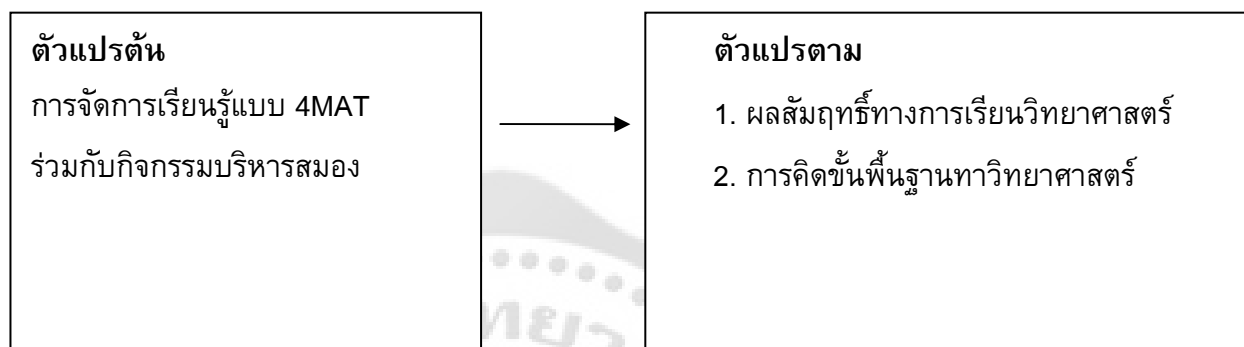 ตัวแปรต้น
การจัดการเรียนรู้แบบ 4MAT
ร่วมกับกิจกรรมบริหารสมอง
ตัวแปรตาม
1. ผลสัมฤทธิ์ทางการเรียนวิทยาศาสตร์
2. การคิดขั้นพื้นฐานทาวิทยาศาสตร์